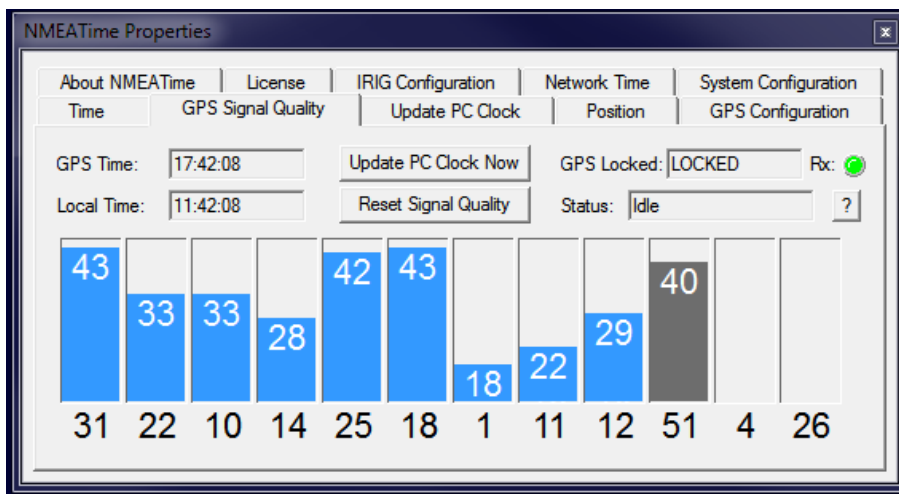 NMEATime Properties
About NMEATime License IRIG Configuration Network Time System Configuration
Time GPS Signal Quality Update PC Clock Position GPS Configuration
GPS Time: 17:42:08 Update PC Clock Now GPS Locked: LOCKED Rx:
Local Time: 11:42:08 Reset Signal Quality Status: Idle ?
43 33 33 28 42 43 18 22 29 40
31 22 10 14 25 18 1 11 12 51 4 26